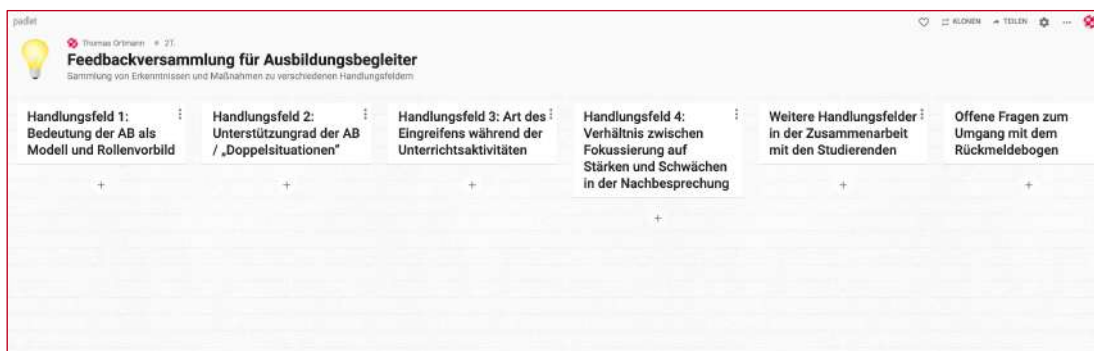 padlet
KLONEN TEILEN
Thomas Ortmann + 2T.
Feedbackversammlung für Ausbildungsbegleiter
Sammlung von Erkenntnissen und Maßnahmen zu verschiedenen Handlungsfeldern
Handlungsfeld 1:
Bedeutung der AB als
Modell und Rollenvorbild
Handlungsfeld 2:
Unterstützungrad der AB
/ „Doppelsituationen“
Handlungsfeld 3: Art des
Eingreifens während der
Unterrichtsaktivitäten
Handlungsfeld 4:
Verhältnis zwischen
Fokussierung auf
Stärken und Schwächen
in der Nachbesprechung
Weitere Handlungsfelder
in der Zusammenarbeit
mit den Studierenden
Offene Fragen zum
Umgang mit dem
Rückmeldebogen